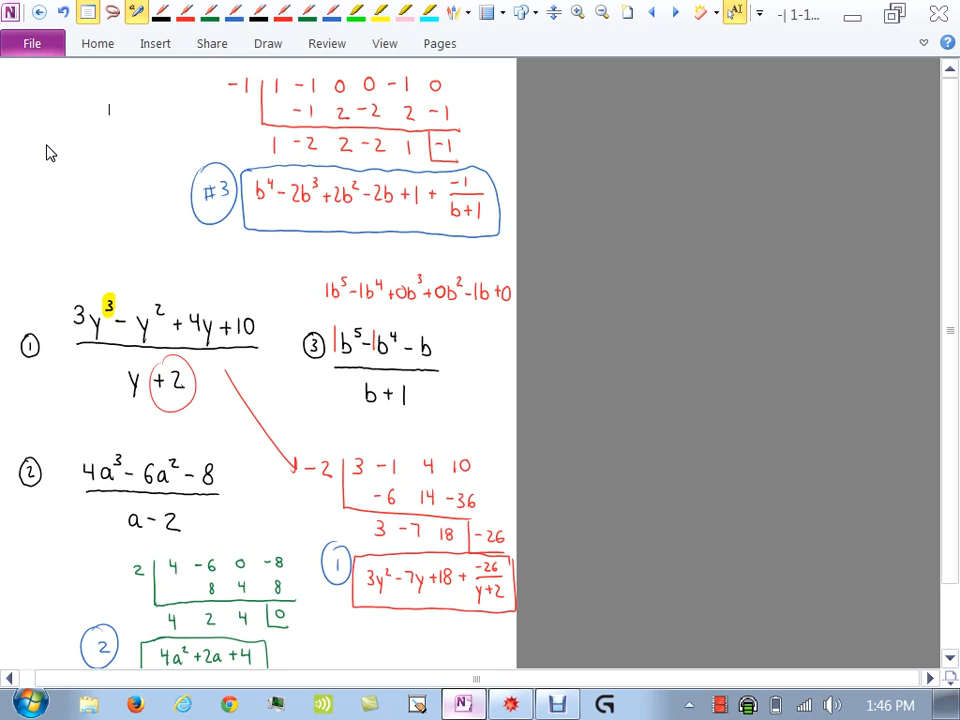 -| 1-1...
File Home Insert Share Draw Review View Pages
-1 | 1 -1 0 0 -1 0
-1 2 -2 2 -1
1 -2 2 -2 1 |-1
#3 b⁴ - 2b³ + 2b² - 2b + 1 + -1/(b+1)
1b⁵ - 1b⁴ + 0b³ + 0b² - 1b + 0
① (3y³ - y² + 4y + 10)/(y + 2)
③ (1b⁵ - 1b⁴ - b)/(b + 1)
② (4a³ - 6a² - 8)/(a - 2)
-2 | 3 -1 4 10
-6 14 -36
3 -7 18 |-26
① 3y² - 7y + 18 + -26/(y+2)
2 | 4 -6 0 -8
8 4 8
4 2 4 |0
② 4a² + 2a + 4
1:46 PM